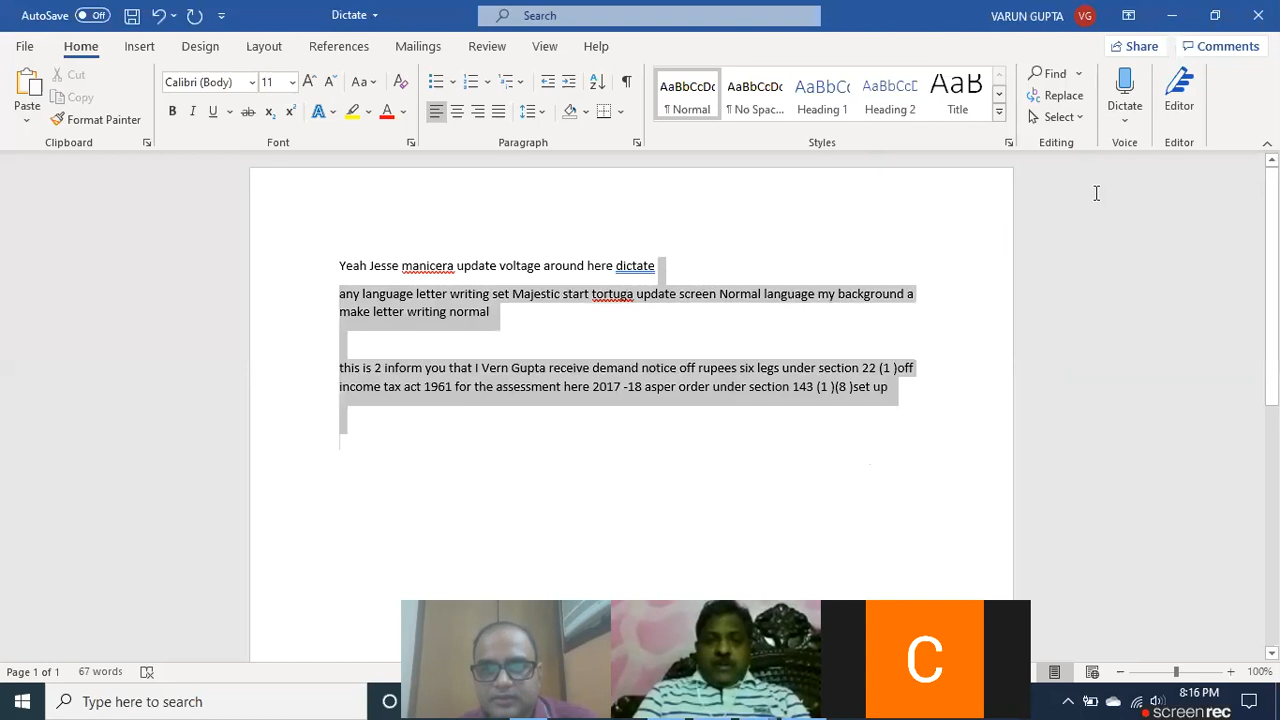 AutoSave Off Dictate Search VARUN GUPTA VG
File Home Insert Design Layout References Mailings Review View Help Share Comments
Paste Cut Copy Format Painter
Calibri (Body) 11 Aa
B I U ab x₂ x² A A
AaBbCcDc AaBbCcDc AaBbCc AaBbCcD AaB
¶ Normal ¶ No Spac... Heading 1 Heading 2 Title
Find Replace Select Dictate Editor
Clipboard Font Paragraph Styles Editing Voice Editor
Yeah Jesse manicera update voltage around here dictate
any language letter writing set Majestic start tortuga update screen Normal language my background a
make letter writing normal
this is 2 inform you that I Vern Gupta receive demand notice off rupees six legs under section 22 (1 )off
income tax act 1961 for the assessment here 2017 -18 asper order under section 143 (1 )(8 )set up
C
Page 1 of 1 67 words 100%
Type here to search 8:16 PM
SCREENREC